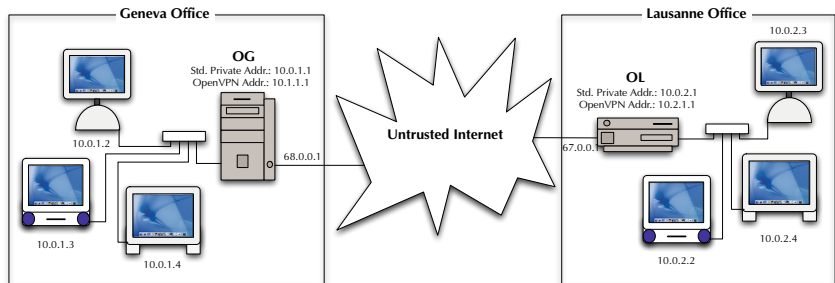 Geneva Office
OG
Std. Private Addr.: 10.0.1.1
OpenVPN Addr.: 10.1.1.1
10.0.1.2
10.0.1.3
10.0.1.4
68.0.0.1
Untrusted Internet
Lausanne Office
10.0.2.3
OL
Std. Private Addr.: 10.0.2.1
OpenVPN Addr.: 10.2.1.1
67.0.0.1
10.0.2.4
10.0.2.2